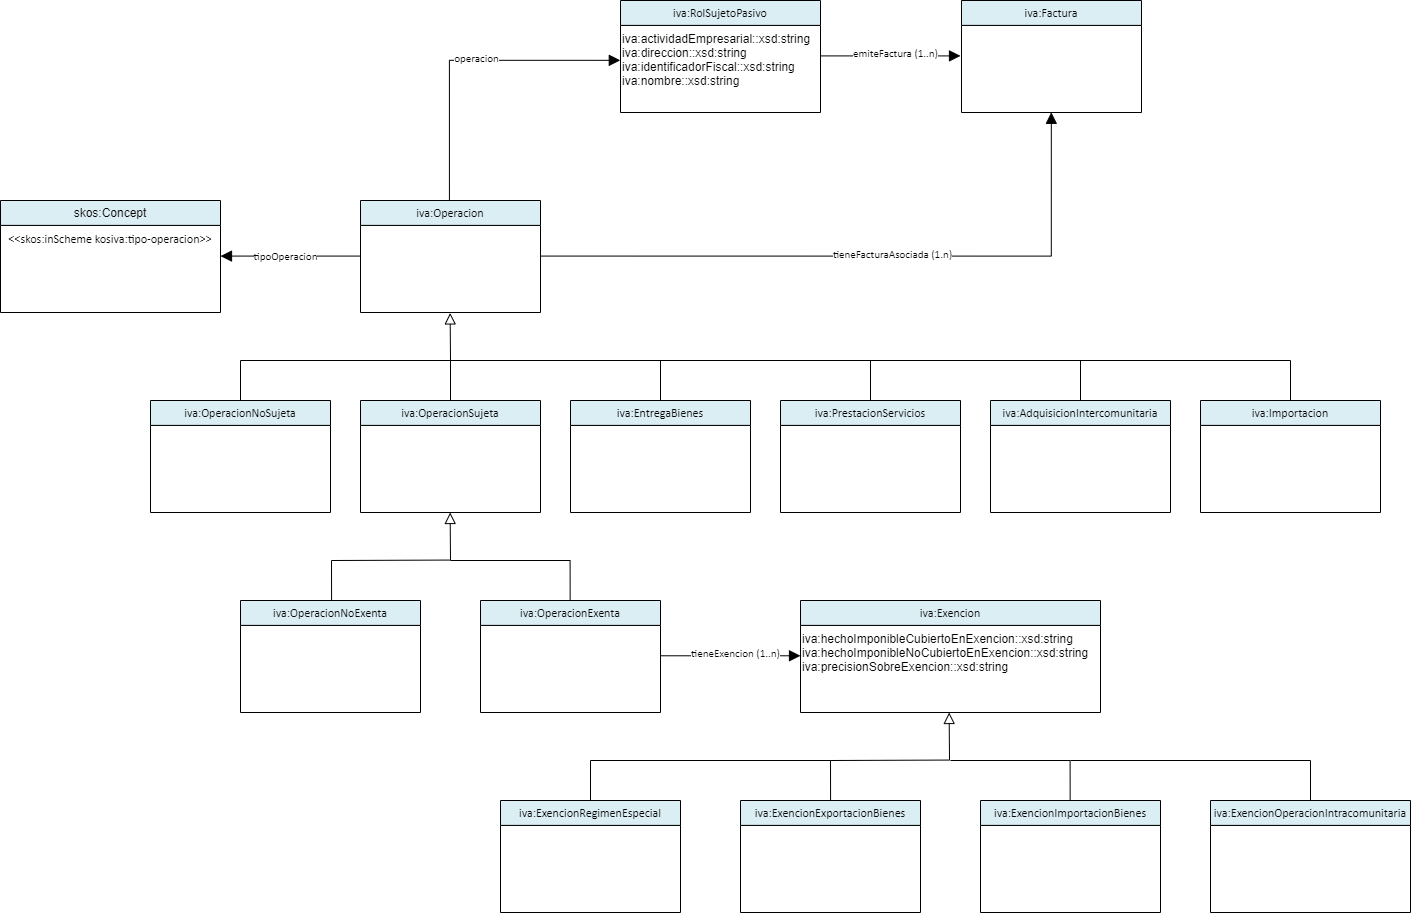 iva:RolSujetoPasivo
iva:actividadEmpresarial::xsd:string
iva:direccion::xsd:string
iva:identificadorFiscal::xsd:string
iva:nombre::xsd:string
iva:Factura
operacion
emiteFactura (1..n)
skos:Concept
<<skos:inScheme kosiva:tipo-operacion>>
tipoOperacion
iva:Operacion
tieneFacturaAsociada (1.n)
iva:OperacionNoSujeta
iva:OperacionSujeta
iva:EntregaBienes
iva:PrestacionServicios
iva:AdquisicionIntercomunitaria
iva:Importacion
iva:OperacionNoExenta
iva:OperacionExenta
tieneExencion (1..n)
iva:Exencion
iva:hechoImponibleCubiertoEnExencion::xsd:string
iva:hechoImponibleNoCubiertoEnExencion::xsd:string
iva:precisionSobreExencion::xsd:string
iva:ExencionRegimenEspecial
iva:ExencionExportacionBienes
iva:ExencionImportacionBienes
iva:ExencionOperacionIntracomunitaria